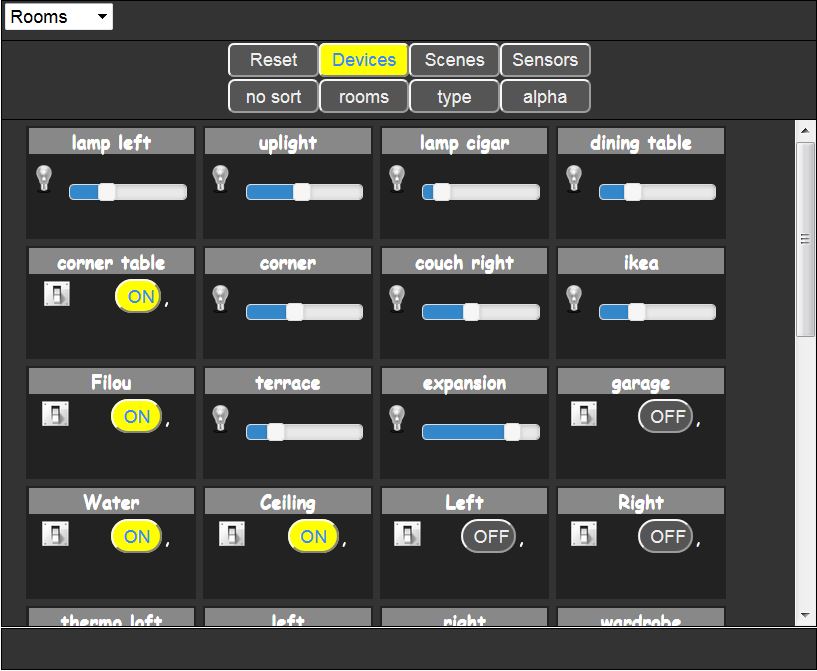 Rooms
Reset Devices Scenes Sensors
no sort rooms type alpha
lamp left uplight lamp cigar dining table
corner table corner couch right ikea
ON ,
Filou terrace expansion garage
ON , OFF ,
Water Ceiling Left Right
ON , ON , OFF , OFF ,
thermo loft left right wardrobe